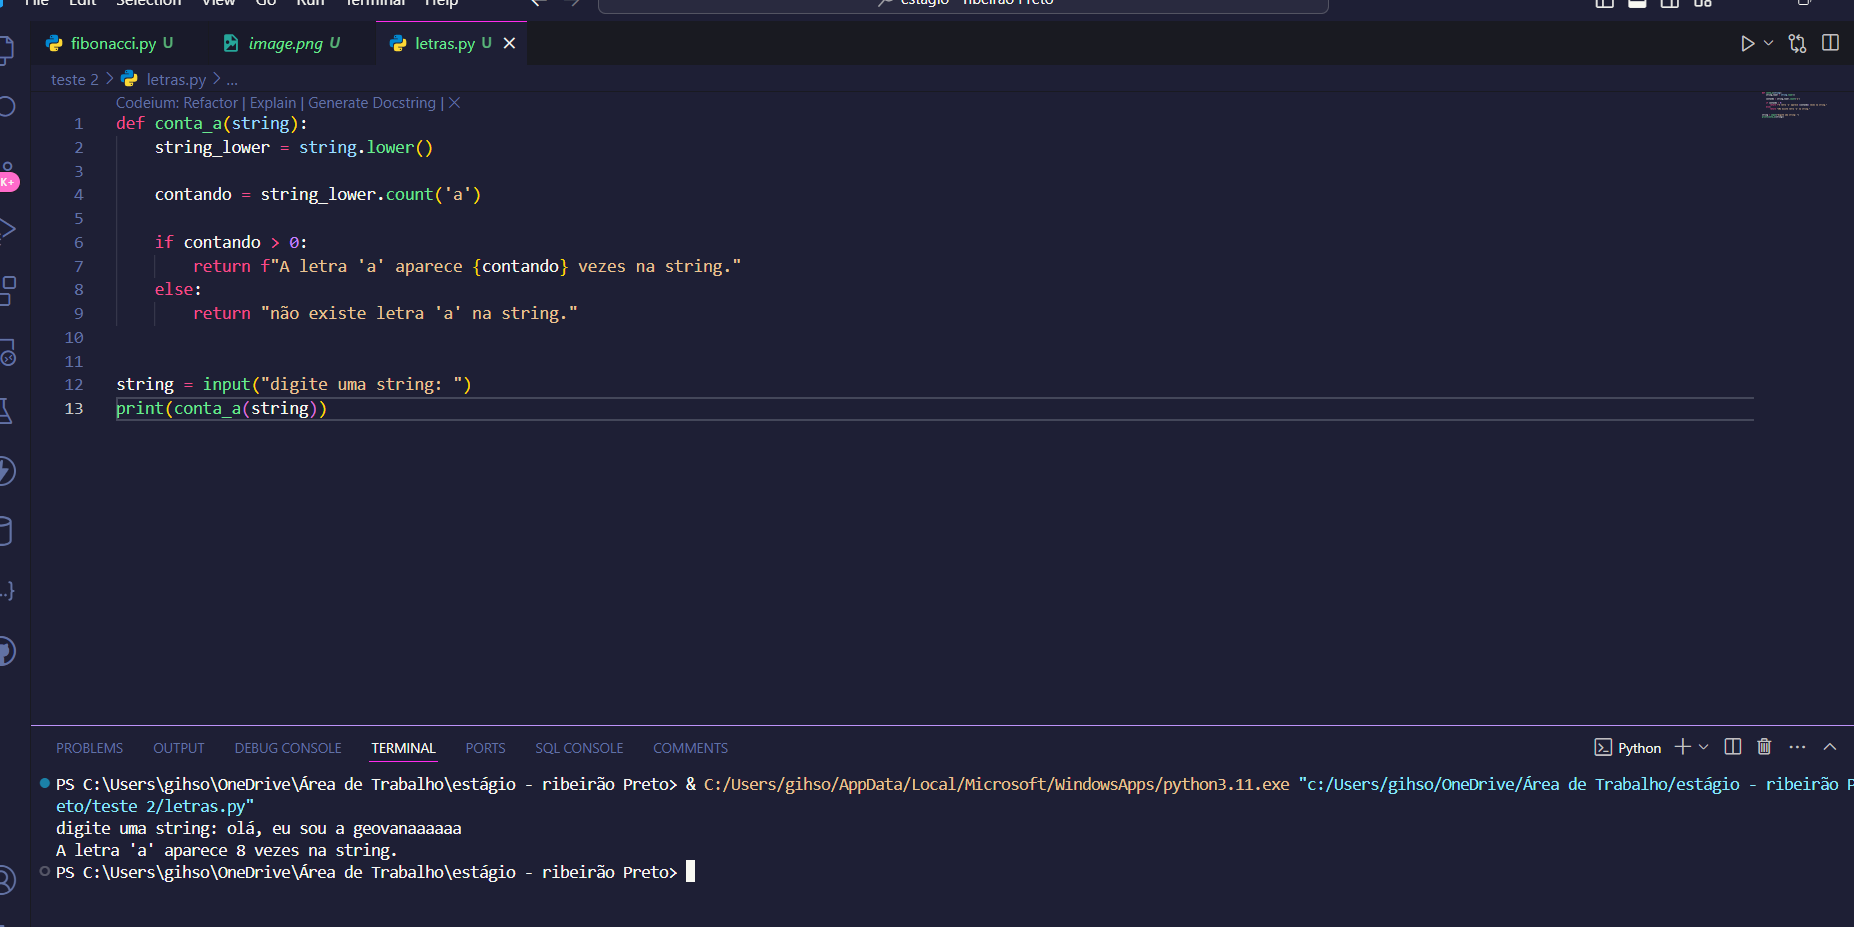 File Edit Selection View Go Run Terminal Help estágio - ribeirão Preto
fibonacci.py U image.png U letras.py U
teste 2 > letras.py > ...
Codeium: Refactor | Explain | Generate Docstring | ×
1 def conta_a(string):
2 string_lower = string.lower()
3
4 contando = string_lower.count('a')
5
6 if contando > 0:
7 return f"A letra 'a' aparece {contando} vezes na string."
8 else:
9 return "não existe letra 'a' na string."
10
11
12 string = input("digite uma string: ")
13 print(conta_a(string))
K+
PROBLEMS OUTPUT DEBUG CONSOLE TERMINAL PORTS SQL CONSOLE COMMENTS Python
PS C:\Users\gihso\OneDrive\Área de Trabalho\estágio - ribeirão Preto> & C:/Users/gihso/AppData/Local/Microsoft/WindowsApps/python3.11.exe "c:/Users/gihso/OneDrive/Área de Trabalho/estágio - ribeirão P
eto/teste 2/letras.py"
digite uma string: olá, eu sou a geovanaaaaaa
A letra 'a' aparece 8 vezes na string.
PS C:\Users\gihso\OneDrive\Área de Trabalho\estágio - ribeirão Preto>